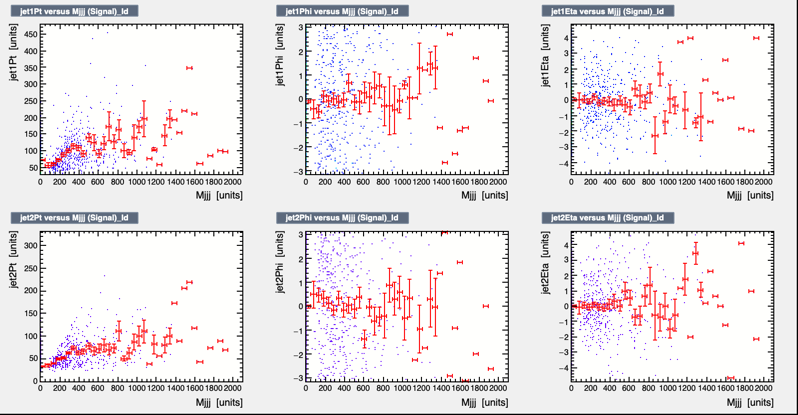 jet1Pt versus Mjjj (Signal)_ld
jet1Pt [units]
450
400
350
300
250
200
150
100
50
0 200 400 600 800 1000 1200 1400 1600 1800 2000
Mjjj [units]
jet1Phi versus Mjjj (Signal)_ld
jet1Phi [units]
3
2
1
0
−1
−2
−3
0 200 400 600 800 1000 1200 1400 1600 1800 2000
Mjjj [units]
jet1Eta versus Mjjj (Signal)_ld
jet1Eta [units]
4
3
2
1
0
−1
−2
−3
−4
0 200 400 600 800 1000 1200 1400 1600 1800 2000
Mjjj [units]
jet2Pt versus Mjjj (Signal)_ld
jet2Pt [units]
300
250
200
150
100
50
0
0 200 400 600 800 1000 1200 1400 1600 1800 2000
Mjjj [units]
jet2Phi versus Mjjj (Signal)_ld
jet2Phi [units]
3
2
1
0
−1
−2
−3
0 200 400 600 800 1000 1200 1400 1600 1800 2000
Mjjj [units]
jet2Eta versus Mjjj (Signal)_ld
jet2Eta [units]
4
3
2
1
0
−1
−2
−3
−4
0 200 400 600 800 1000 1200 1400 1600 1800 2000
Mjjj [units]